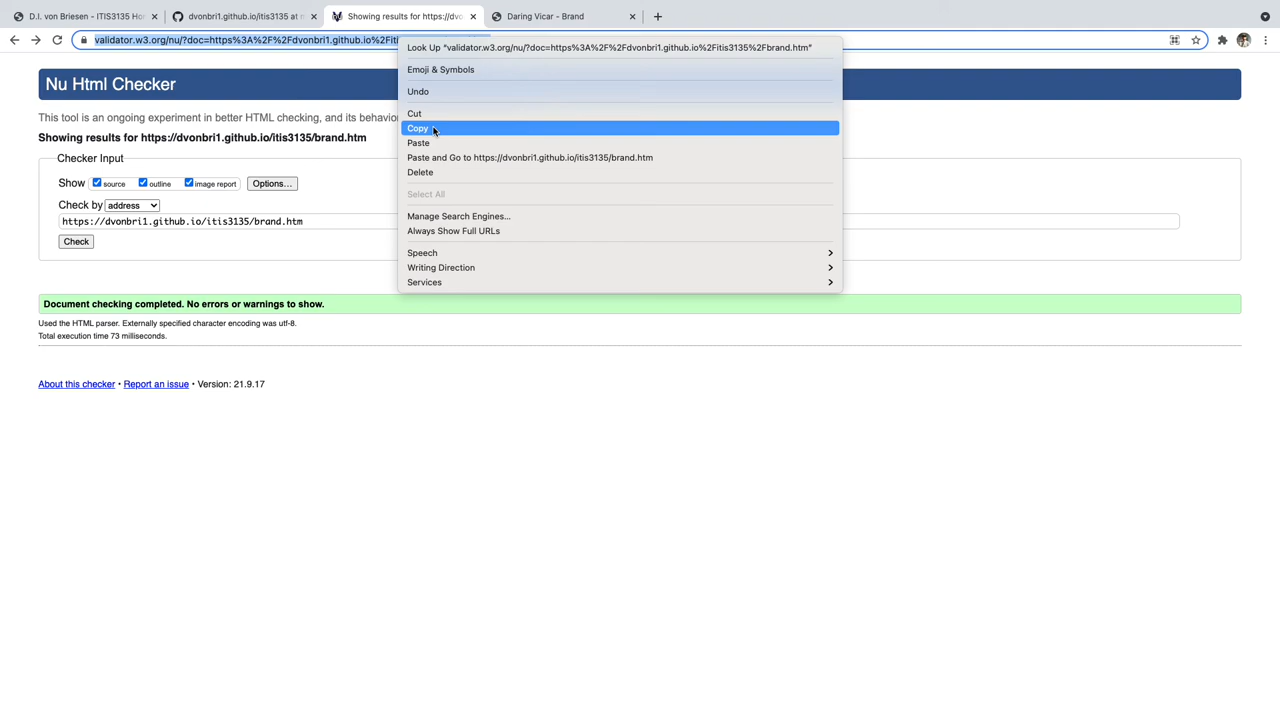 D.I. von Briesen - ITIS3135 Ho
dvonbri1.github.io/itis3135 at m
Showing results for https://dvo
Daring Vicar - Brand
validator.w3.org/nu/?doc=https%3A%2F%2Fdvonbri1.github.io%2Fiti
Look Up “validator.w3.org/nu/?doc=https%3A%2F%2Fdvonbri1.github.io%2Fitis3135%2Fbrand.htm”
Emoji & Symbols
Undo
Cut
Copy
Paste
Paste and Go to https://dvonbri1.github.io/itis3135/brand.htm
Delete
Select All
Manage Search Engines...
Always Show Full URLs
Speech
Writing Direction
Services
Nu Html Checker
This tool is an ongoing experiment in better HTML checking, and its behavio
Showing results for https://dvonbri1.github.io/itis3135/brand.htm
Checker Input
Show source outline image report Options...
Check by address
https://dvonbri1.github.io/itis3135/brand.htm
Check
Document checking completed. No errors or warnings to show.
Used the HTML parser. Externally specified character encoding was utf-8.
Total execution time 73 milliseconds.
About this checker • Report an issue • Version: 21.9.17